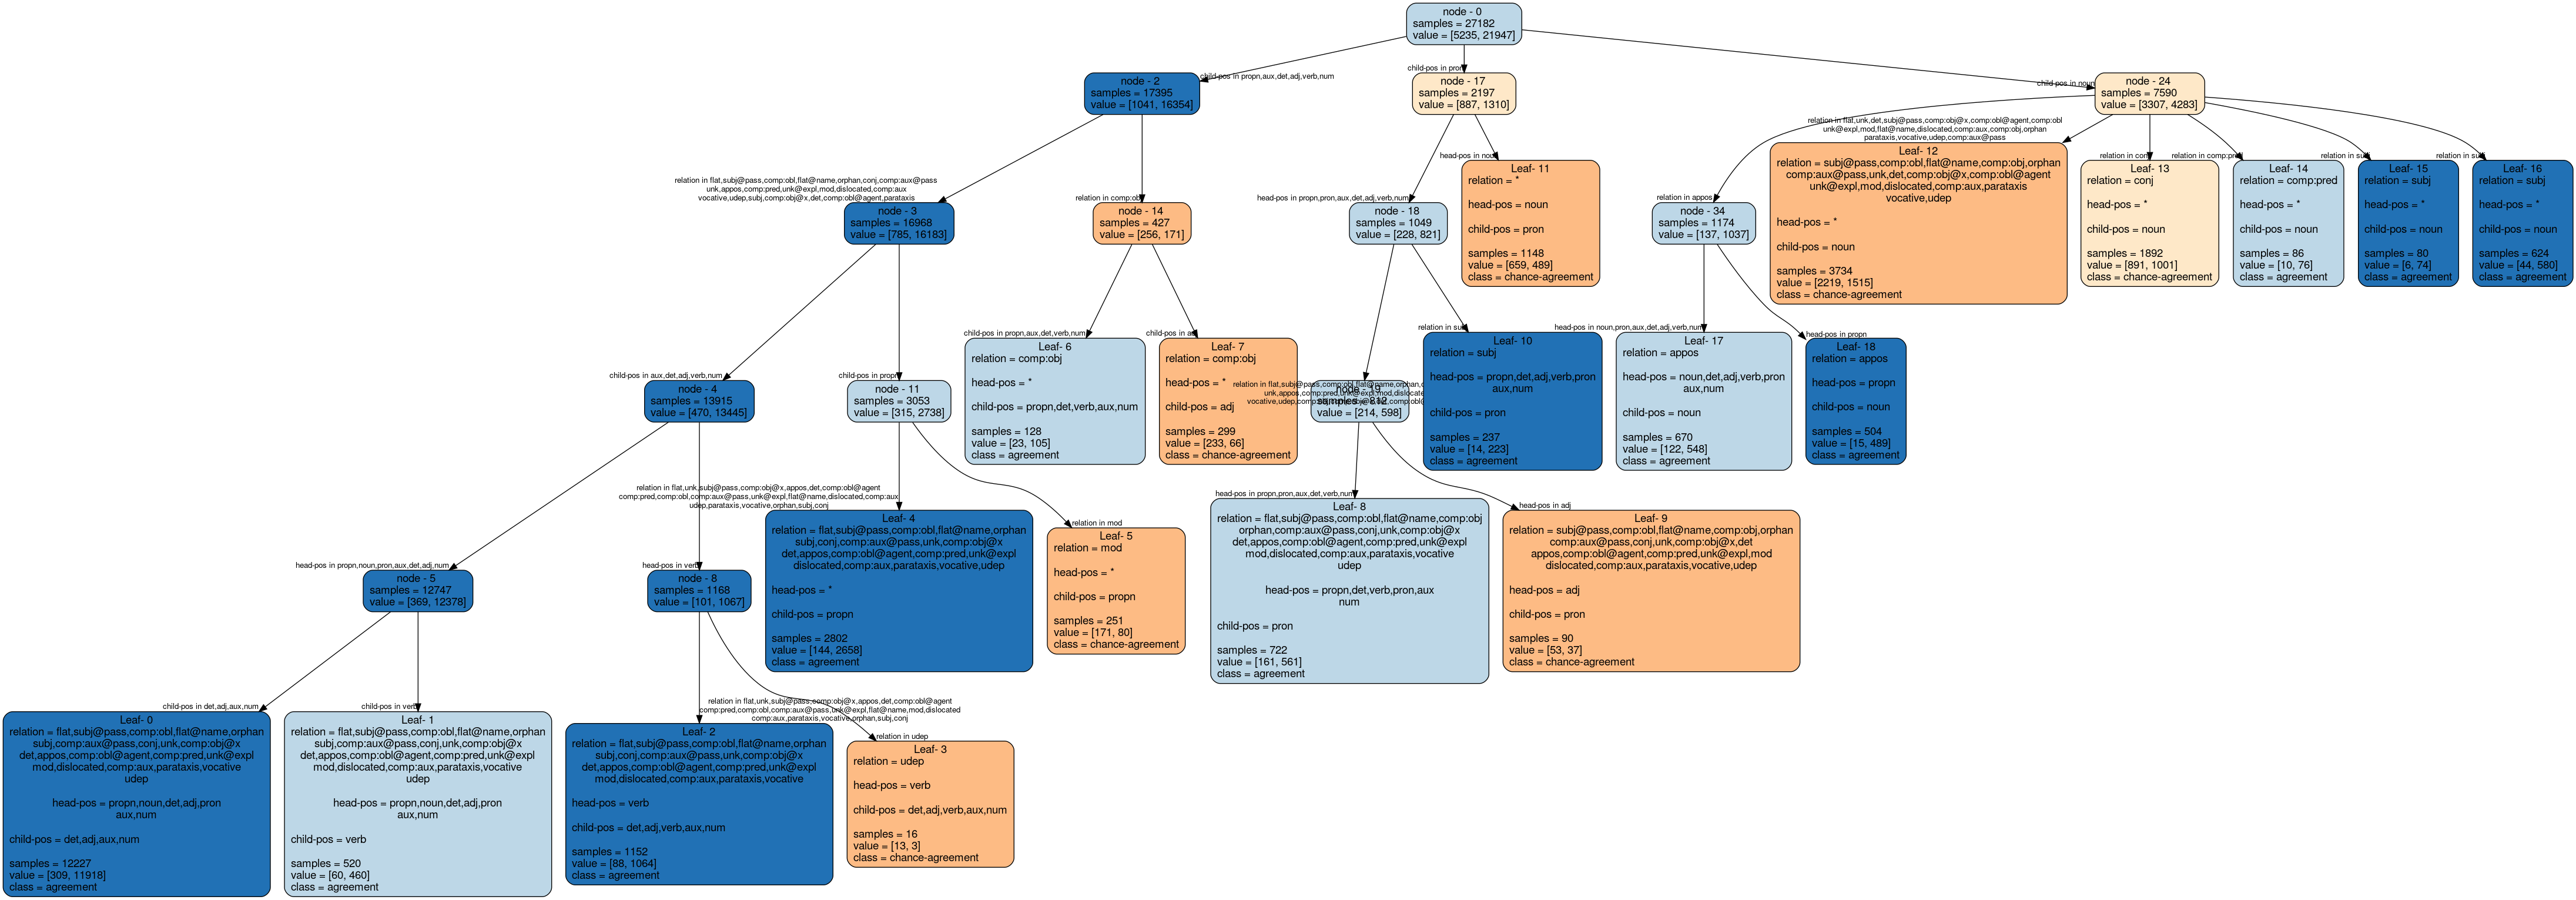 node - 0
samples = 27182
value = [5235, 21947]
child-pos in propn,aux,det,adj,verb,num
node - 2
samples = 17395
value = [1041, 16354]
child-pos in pron
node - 17
samples = 2197
value = [887, 1310]
child-pos in noun
node - 24
samples = 7590
value = [3307, 4283]
relation in flat,subj@pass,comp:obl,flat@name,orphan,conj,comp:aux@pass
unk,appos,comp:pred,unk@expl,mod,dislocated,comp:aux
vocative,udep,subj,comp:obj@x,det,comp:obl@agent,parataxis
node - 3
samples = 16968
value = [785, 16183]
relation in comp:obj
node - 14
samples = 427
value = [256, 171]
head-pos in propn,pron,aux,det,adj,verb,num
node - 18
samples = 1049
value = [228, 821]
head-pos in noun
Leaf- 11
relation = *
head-pos = noun
child-pos = pron
samples = 1148
value = [659, 489]
class = chance-agreement
relation in appos
node - 34
samples = 1174
value = [137, 1037]
relation in flat,unk,det,subj@pass,comp:obj@x,comp:obl@agent,comp:obl
unk@expl,mod,flat@name,dislocated,comp:aux,comp:obj,orphan
parataxis,vocative,udep,comp:aux@pass
Leaf- 12
relation = subj@pass,comp:obl,flat@name,comp:obj,orphan
comp:aux@pass,unk,det,comp:obj@x,comp:obl@agent
unk@expl,mod,dislocated,comp:aux,parataxis
vocative,udep
head-pos = *
child-pos = noun
samples = 3734
value = [2219, 1515]
class = chance-agreement
relation in conj
Leaf- 13
relation = conj
head-pos = *
child-pos = noun
samples = 1892
value = [891, 1001]
class = chance-agreement
relation in comp:pred
Leaf- 14
relation = comp:pred
head-pos = *
child-pos = noun
samples = 86
value = [10, 76]
class = agreement
relation in subj
Leaf- 15
relation = subj
head-pos = *
child-pos = noun
samples = 80
value = [6, 74]
class = agreement
relation in subj
Leaf- 16
relation = subj
head-pos = *
child-pos = noun
samples = 624
value = [44, 580]
class = agreement
child-pos in aux,det,adj,verb,num
node - 4
samples = 13915
value = [470, 13445]
child-pos in propn
node - 11
samples = 3053
value = [315, 2738]
child-pos in propn,aux,det,verb,num
Leaf- 6
relation = comp:obj
head-pos = *
child-pos = propn,det,verb,aux,num
samples = 128
value = [23, 105]
class = agreement
child-pos in adj
Leaf- 7
relation = comp:obj
head-pos = *
child-pos = adj
samples = 299
value = [233, 66]
class = chance-agreement
relation in flat,subj@pass,comp:obl,flat@name,orphan
unk,appos,comp:pred,unk@expl,mod,dislocated
node - 19
value = [214, 598]
relation in subj
Leaf- 10
relation = subj
head-pos = propn,det,adj,verb,pron
aux,num
child-pos = pron
samples = 237
value = [14, 223]
class = agreement
head-pos in noun,pron,aux,det,adj,verb,num
Leaf- 17
relation = appos
head-pos = noun,det,adj,verb,pron
aux,num
child-pos = noun
samples = 670
value = [122, 548]
class = agreement
head-pos in propn
Leaf- 18
relation = appos
head-pos = propn
child-pos = noun
samples = 504
value = [15, 489]
class = agreement
head-pos in propn,noun,pron,aux,det,adj,num
node - 5
samples = 12747
value = [369, 12378]
head-pos in verb
node - 8
samples = 1168
value = [101, 1067]
relation in flat,unk,subj@pass,comp:obj@x,appos,det,comp:obl@agent
comp:pred,comp:obl,comp:aux@pass,unk@expl,flat@name,dislocated,comp:aux
udep,parataxis,vocative,orphan,subj,conj
Leaf- 4
relation = flat,subj@pass,comp:obl,flat@name,orphan
subj,conj,comp:aux@pass,unk,comp:obj@x
det,appos,comp:obl@agent,comp:pred,unk@expl
dislocated,comp:aux,parataxis,vocative,udep
head-pos = *
child-pos = propn
samples = 2802
value = [144, 2658]
class = agreement
relation in mod
Leaf- 5
relation = mod
head-pos = *
child-pos = propn
samples = 251
value = [171, 80]
class = chance-agreement
head-pos in propn,pron,aux,det,verb,num
Leaf- 8
relation = flat,subj@pass,comp:obl,flat@name,comp:obj
orphan,comp:aux@pass,conj,unk,comp:obj@x
det,appos,comp:obl@agent,comp:pred,unk@expl
mod,dislocated,comp:aux,parataxis,vocative
udep
head-pos = propn,det,verb,pron,aux
num
child-pos = pron
samples = 722
value = [161, 561]
class = agreement
head-pos in adj
Leaf- 9
relation = subj@pass,comp:obl,flat@name,comp:obj,orphan
comp:aux@pass,conj,unk,comp:obj@x,det
appos,comp:obl@agent,comp:pred,unk@expl,mod
dislocated,comp:aux,parataxis,vocative,udep
head-pos = adj
child-pos = pron
samples = 90
value = [53, 37]
class = chance-agreement
child-pos in det,adj,aux,num
Leaf- 0
relation = flat,subj@pass,comp:obl,flat@name,orphan
subj,comp:aux@pass,conj,unk,comp:obj@x
det,appos,comp:obl@agent,comp:pred,unk@expl
mod,dislocated,comp:aux,parataxis,vocative
udep
head-pos = propn,noun,det,adj,pron
aux,num
child-pos = det,adj,aux,num
samples = 12227
value = [309, 11918]
class = agreement
child-pos in verb
Leaf- 1
relation = flat,subj@pass,comp:obl,flat@name,orphan
subj,comp:aux@pass,conj,unk,comp:obj@x
det,appos,comp:obl@agent,comp:pred,unk@expl
mod,dislocated,comp:aux,parataxis,vocative
udep
head-pos = propn,noun,det,adj,pron
aux,num
child-pos = verb
samples = 520
value = [60, 460]
class = agreement
relation in flat,unk,subj@pass,comp:obj@x,appos,det,comp:obl@agent
comp:pred,comp:obl,comp:aux@pass,unk@expl,flat@name,mod,dislocated
comp:aux,parataxis,vocative,orphan,subj,conj
Leaf- 2
relation = flat,subj@pass,comp:obl,flat@name,orphan
subj,conj,comp:aux@pass,unk,comp:obj@x
det,appos,comp:obl@agent,comp:pred,unk@expl
mod,dislocated,comp:aux,parataxis,vocative
head-pos = verb
child-pos = det,adj,verb,aux,num
samples = 1152
value = [88, 1064]
class = agreement
relation in udep
Leaf- 3
relation = udep
head-pos = verb
child-pos = det,adj,verb,aux,num
samples = 16
value = [13, 3]
class = chance-agreement